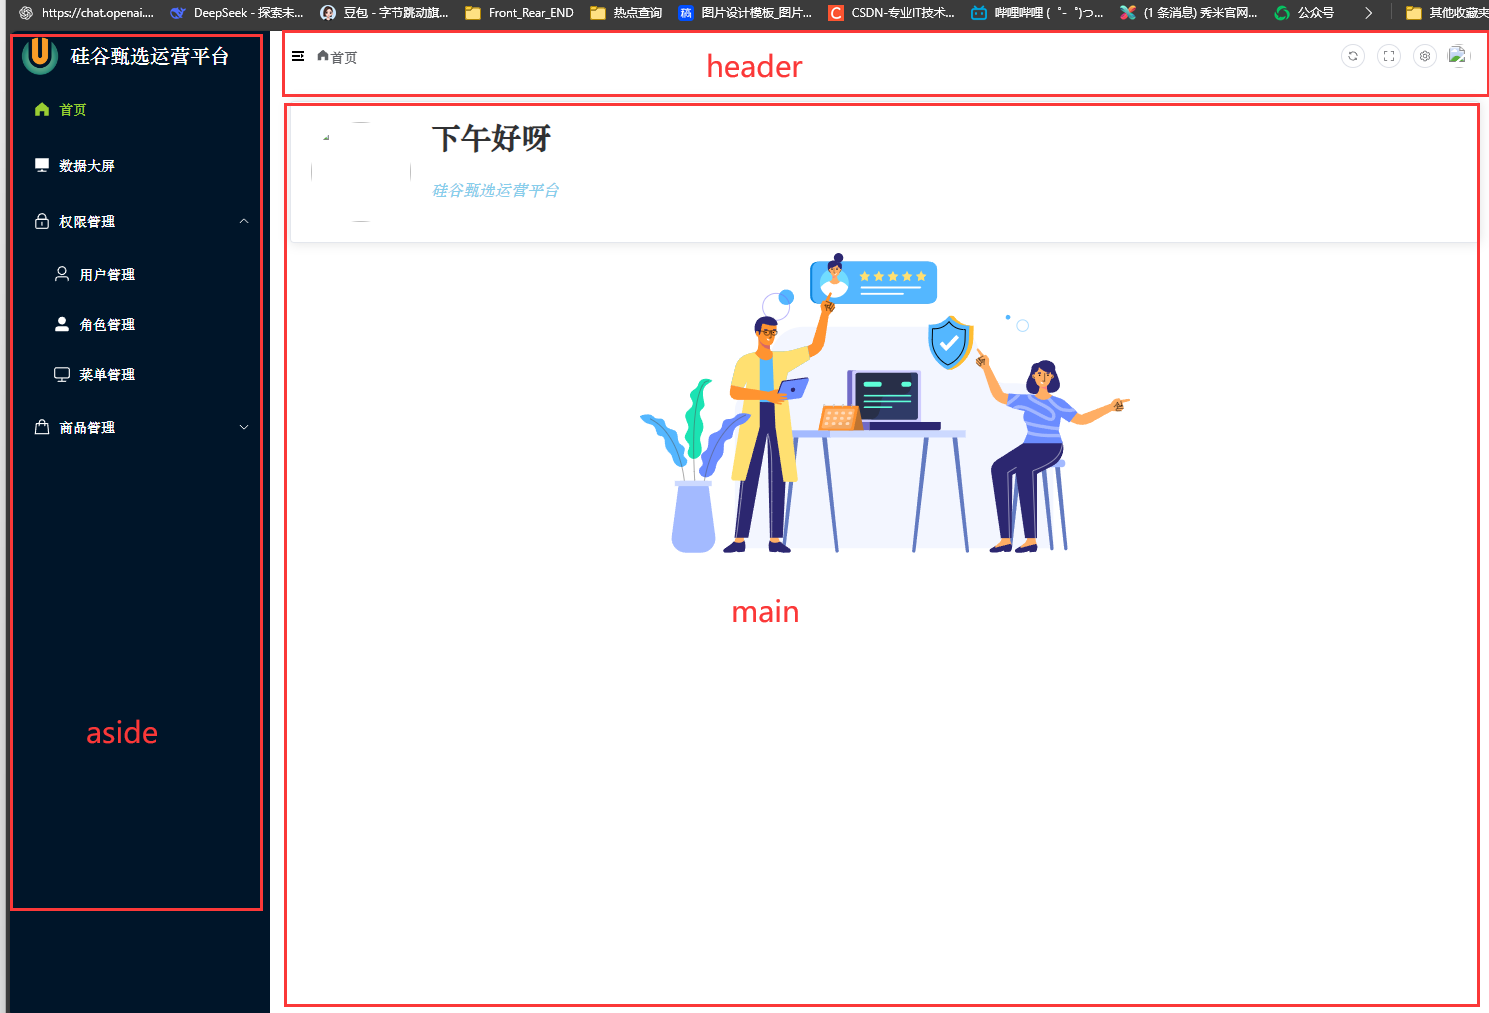 https://chat.openai.... DeepSeek - 探索未... 豆包 - 字节跳动旗... Front_Rear_END 热点查询 稿 图片设计模板_图片... C CSDN-专业IT技术... 哔哩哔哩 (゜-゜)つ... (1 条消息) 秀米官网... 公众号 其他收藏夹
硅谷甄选运营平台
首页
header
首页
数据大屏
权限管理
用户管理
角色管理
菜单管理
商品管理
aside
下午好呀
硅谷甄选运营平台
main